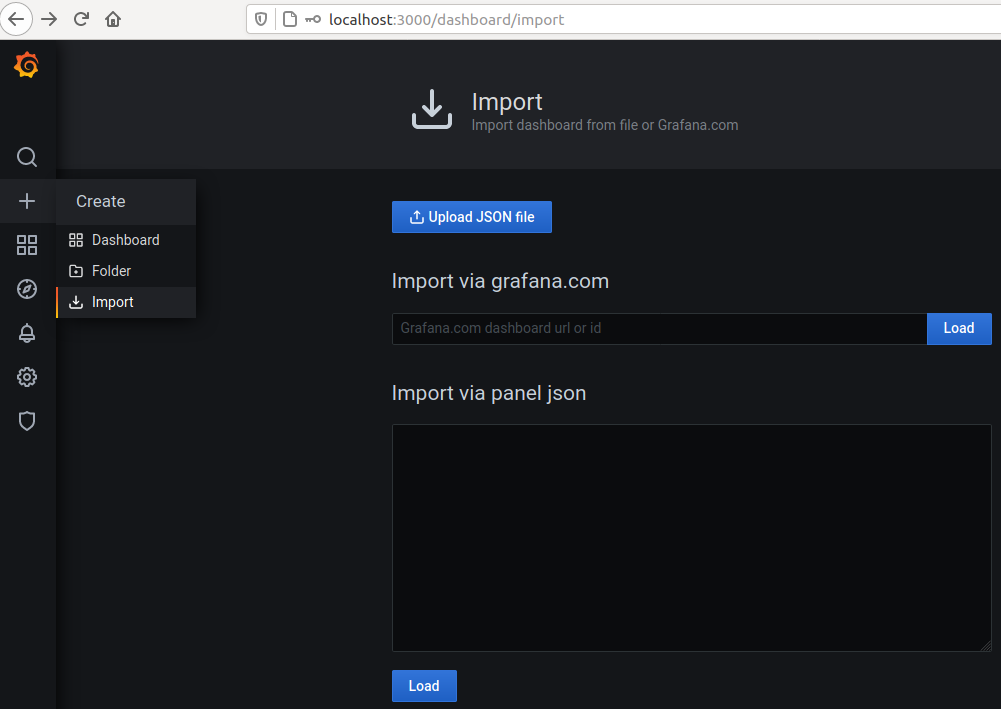 localhost:3000/dashboard/import
Import
Import dashboard from file or Grafana.com
Create
Dashboard
Folder
Import
Upload JSON file
Import via grafana.com
Grafana.com dashboard url or id
Load
Import via panel json
Load